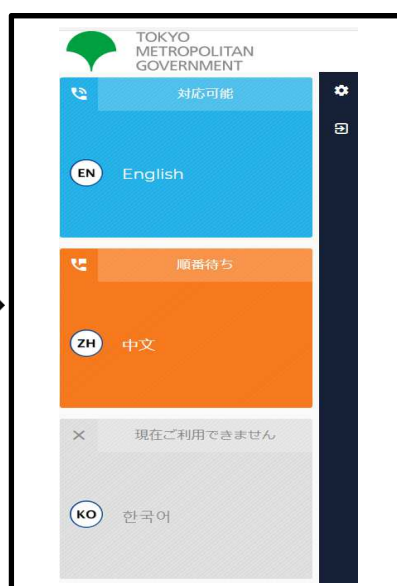 TOKYO
METROPOLITAN
GOVERNMENT
対応可能
EN English
順番待ち
ZH 中文
現在ご利用できません
KO 한국어